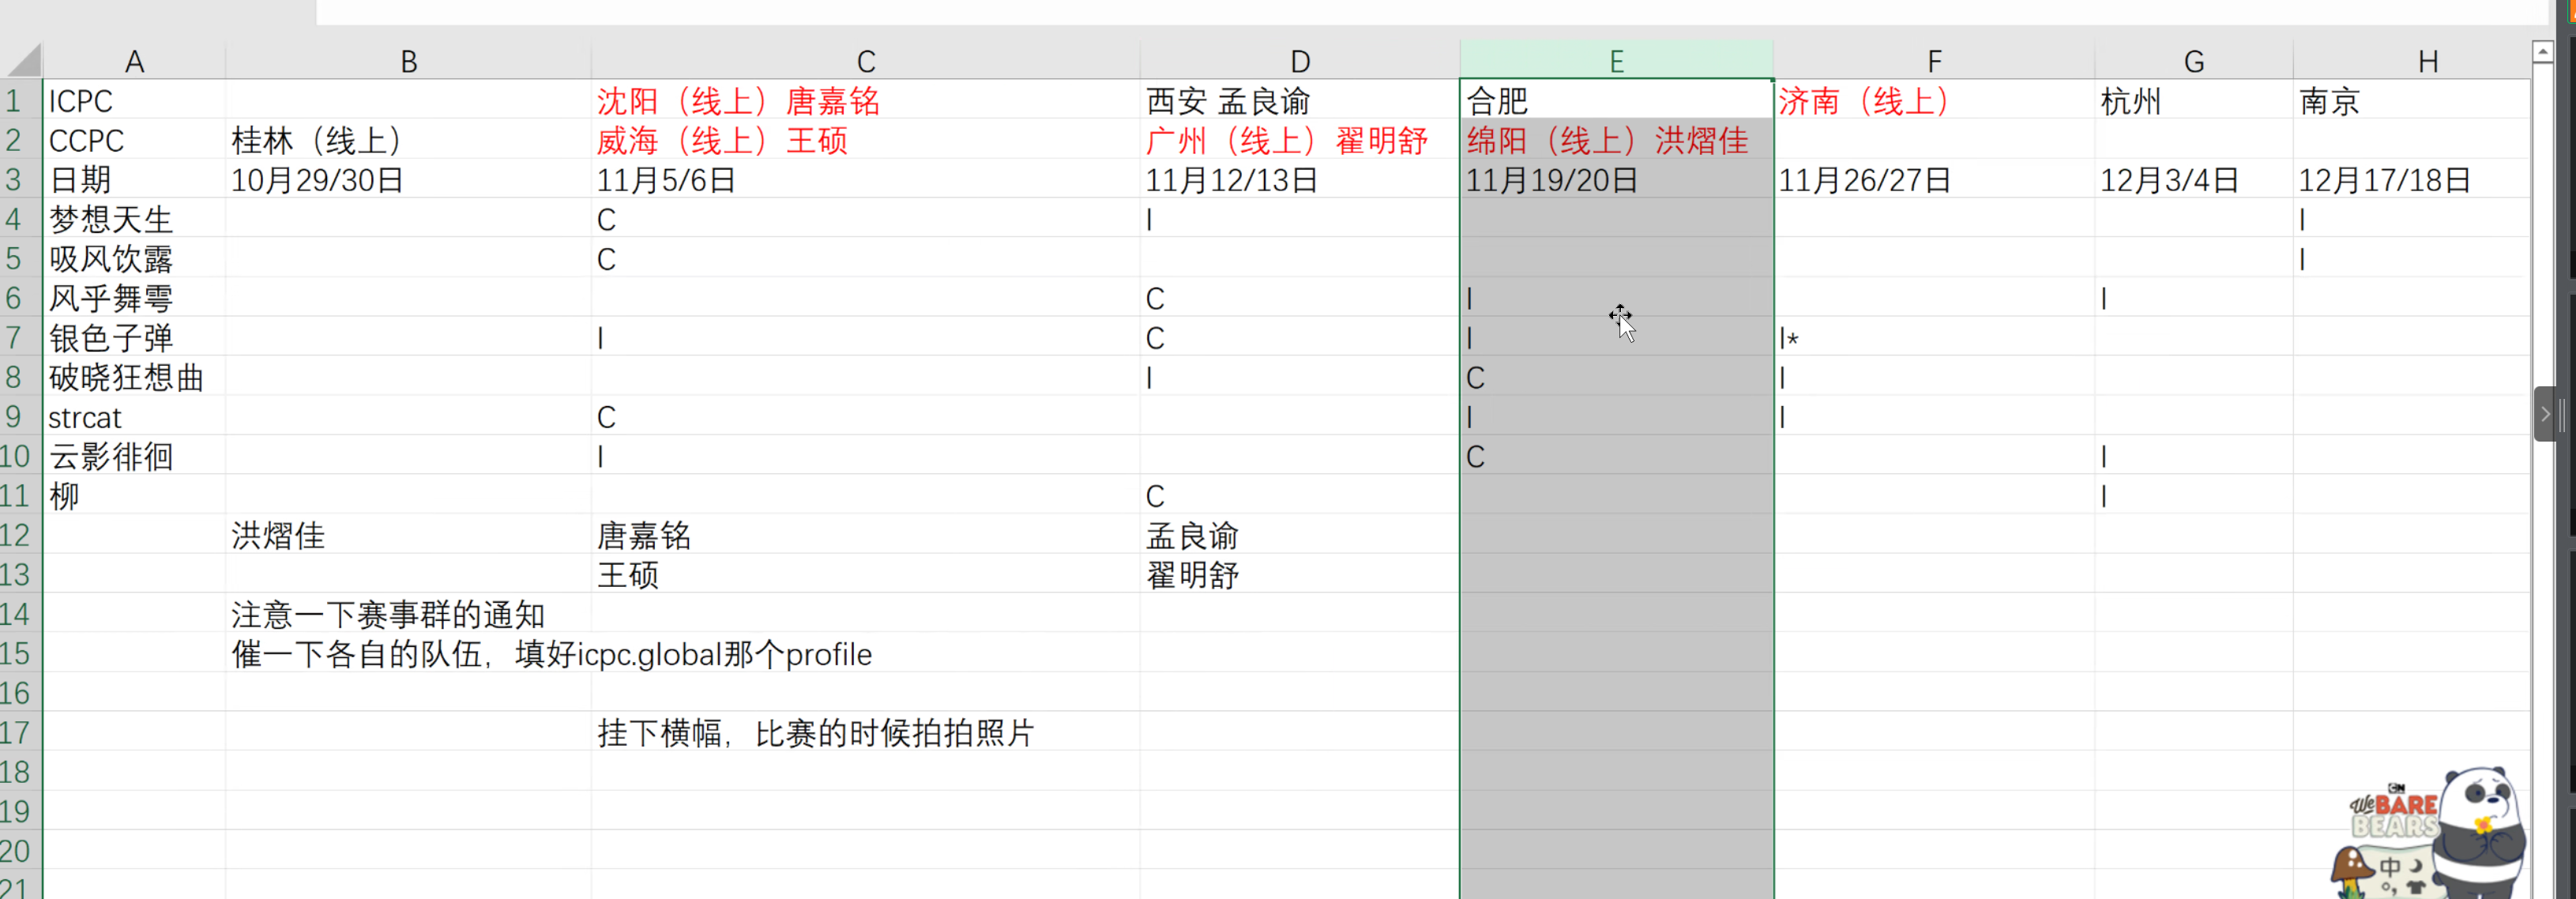 A B C D E F G H
1 ICPC 沈阳（线上）唐嘉铭 西安 孟良谕 合肥 济南（线上） 杭州 南京
2 CCPC 桂林（线上） 威海（线上）王硕 广州（线上）翟明舒 绵阳（线上）洪熠佳
3 日期 10月29/30日 11月5/6日 11月12/13日 11月19/20日 11月26/27日 12月3/4日 12月17/18日
4 梦想天生 C I I
5 吸风饮露 C I
6 风乎舞雩 C I I
7 银色子弹 I C I I*
8 破晓狂想曲 I C I
9 strcat C I I
10 云影徘徊 I C I
11 柳 C I
12 洪熠佳 唐嘉铭 孟良谕
13 王硕 翟明舒
14 注意一下赛事群的通知
15 催一下各自的队伍，填好icpc.global那个profile
16
17 挂下横幅，比赛的时候拍拍照片
18
19
20
21
CN
We BARE BEARS
中